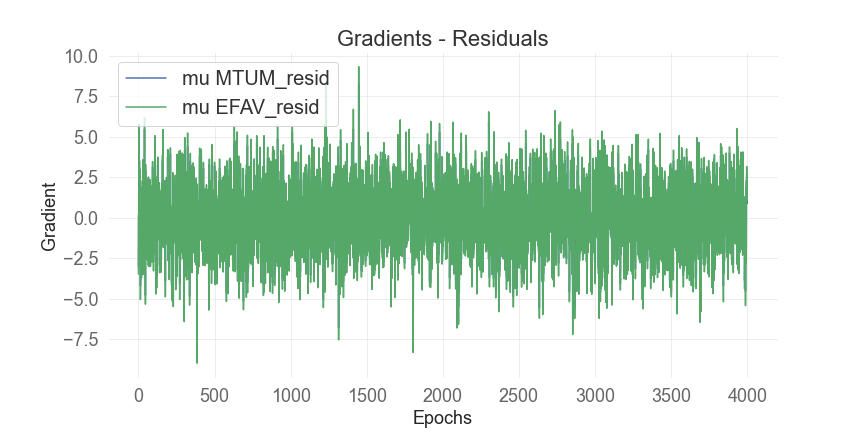 Gradients - Residuals
mu MTUM_resid
mu EFAV_resid
10.0
7.5
5.0
2.5
0.0
−2.5
−5.0
−7.5
Gradient
0 500 1000 1500 2000 2500 3000 3500 4000
Epochs